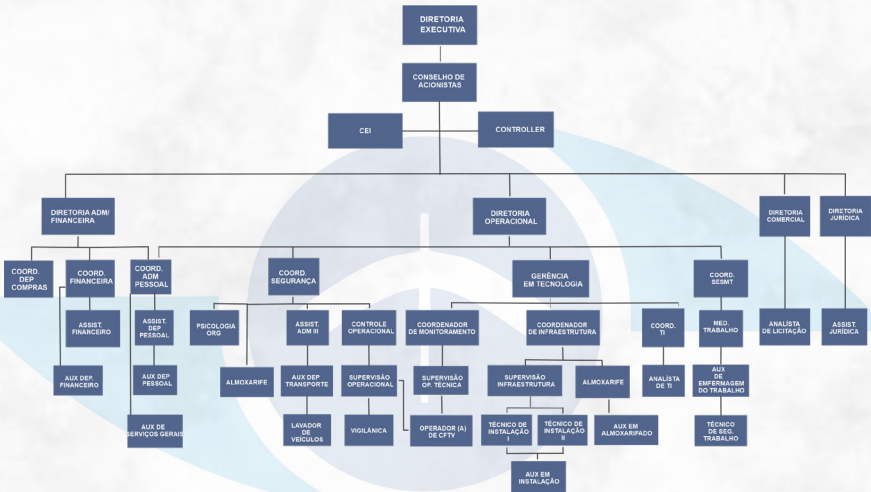 DIRETORIA
EXECUTIVA
CONSELHO DE
ACIONISTAS
CEI
CONTROLLER
DIRETORIA ADM/
FINANCEIRA
DIRETORIA
OPERACIONAL
DIRETORIA
COMERCIAL
DIRETORIA
JURÍDICA
COORD.
DEP
COMPRAS
COORD.
FINANCEIRA
COORD.
ADM
PESSOAL
COORD.
SEGURANÇA
GERÊNCIA
EM TECNOLOGIA
COORD.
SESMT
ASSIST.
FINANCEIRO
ASSIST.
DEP
PESSOAL
PSICOLOGIA
ORG
ASSIST.
ADM III
CONTROLE
OPERACIONAL
COORDENADOR
DE MONITORAMENTO
COORDENADOR
DE INFRAESTRUTURA
COORD.
TI
MED.
TRABALHO
ANALÍSTA
DE LICITAÇÃO
ASSIST.
JURÍDICA
AUX DEP.
FINANCEIRO
AUX DEP
PESSOAL
ALMOXARIFE
AUX DEP
TRANSPORTE
SUPERVISÃO
OPERACIONAL
SUPERVISÃO
OP. TÉCNICA
SUPERVISÃO
INFRAESTRUTURA
ALMOXARIFE
ANALÍSTA
DE TI
AUX
DE EMFERMAGEM
DO TRABALHO
AUX DE
SERVIÇOS GERAIS
LAVADOR
DE
VEÍCULOS
VIGILÂNICA
OPERADOR (A)
DE CFTV
TÉCNICO DE
INSTALAÇÃO
I
TÉCNICO DE
INSTALAÇÃO
II
AUX EM
ALMOXARIFADO
TÉCNICO
DE SEG.
TRABALHO
AUX EM
INSTALAÇÃO